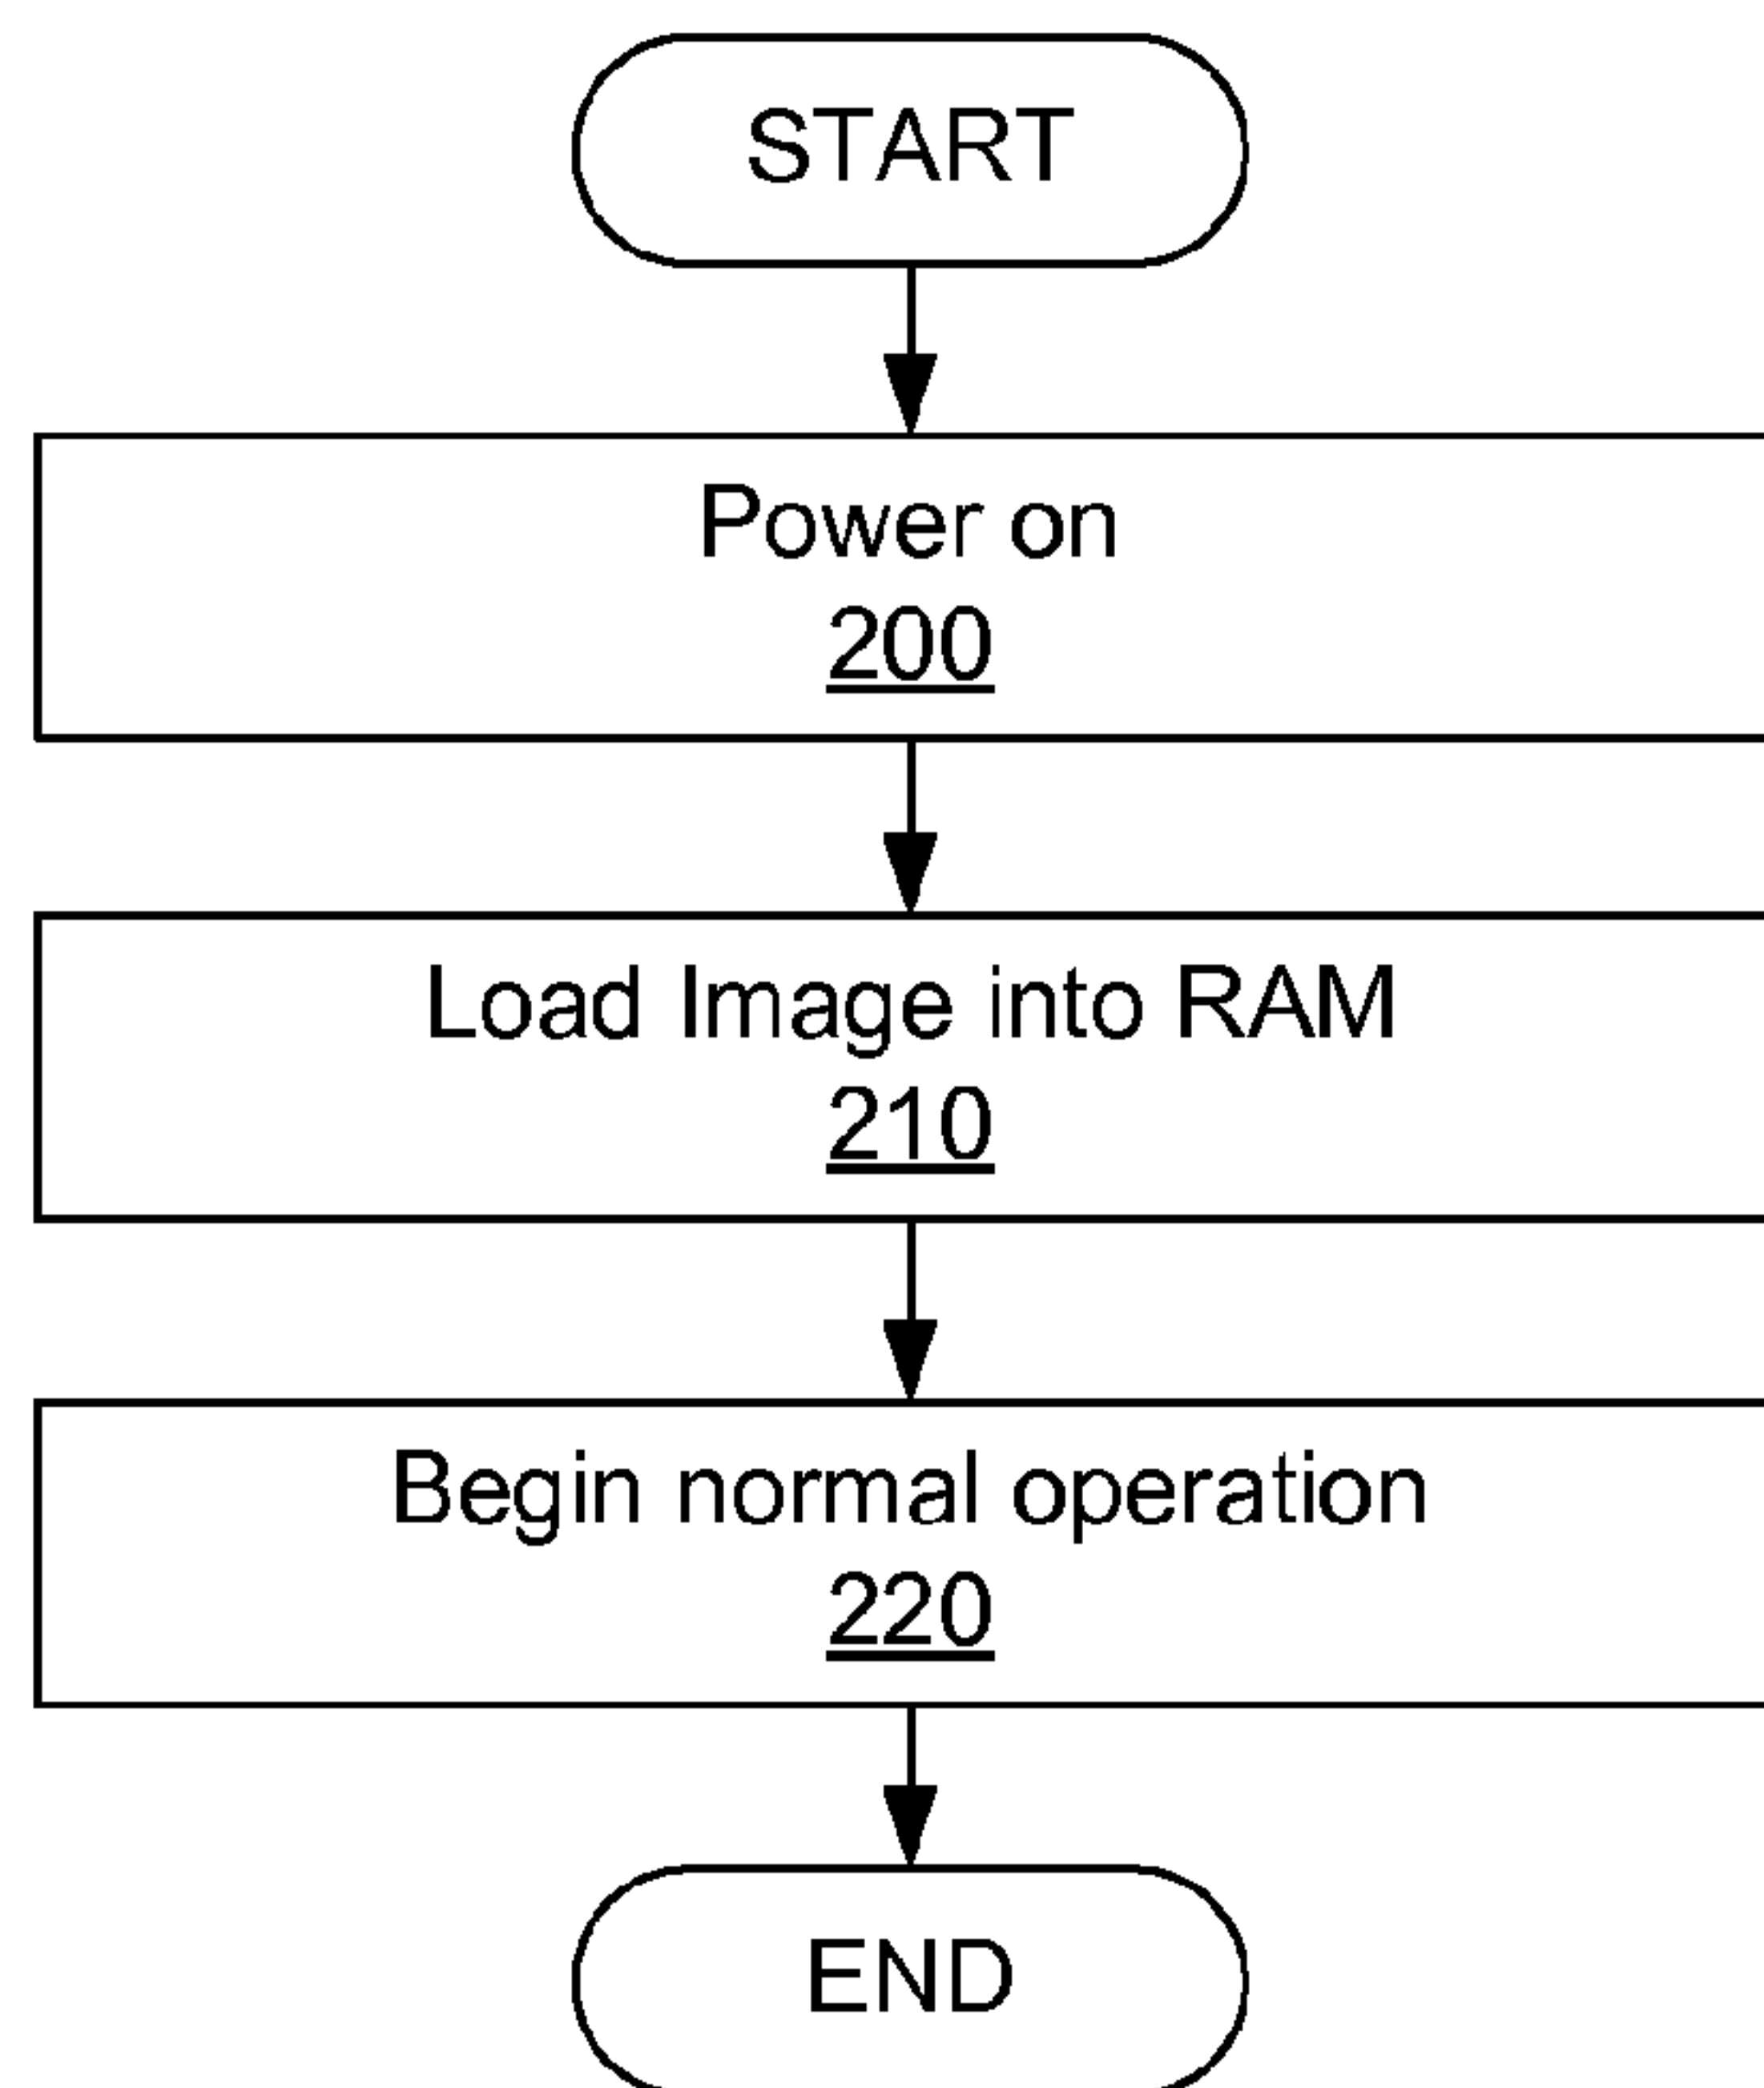 START
Power on
200
Load Image into RAM
210
Begin normal operation
220
END